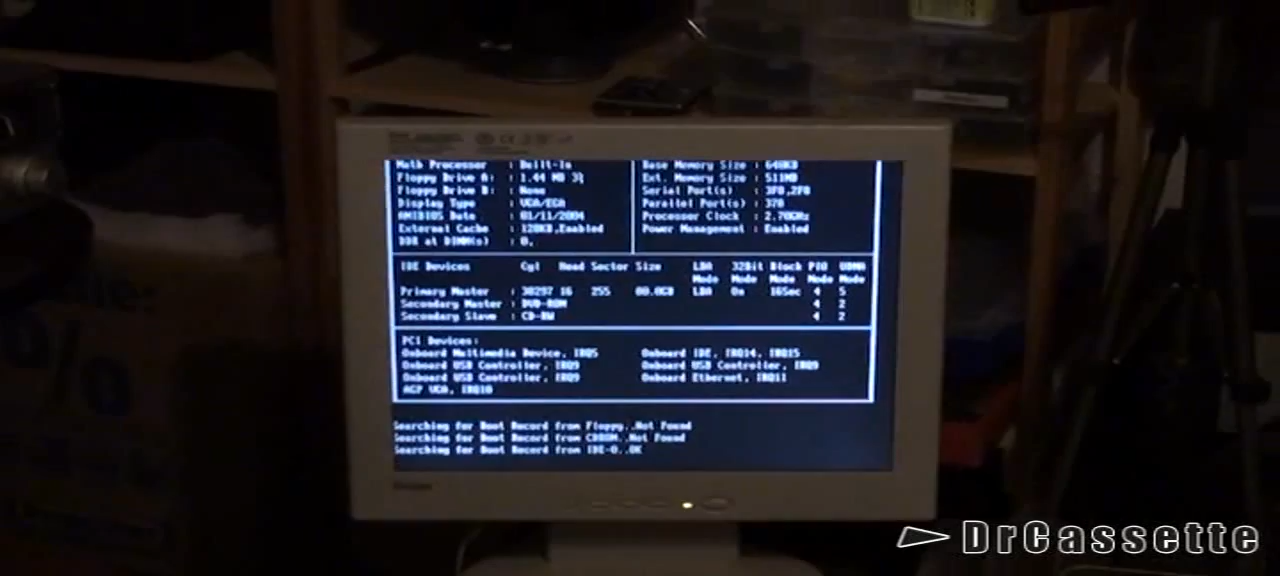 Math Processor : Built-In Base Memory Size : 640KB
Floppy Drive A: : 1.44 MB 3½ Ext. Memory Size : 511MB
Floppy Drive B: : None Serial Port(s) : 3F8,2F8
Display Type : VGA/EGA Parallel Port(s) : 378
AMIBIOS Date : 01/11/2004 Processor Clock : 2.70GHz
External Cache : 128KB,Enabled Power Management : Enabled
DDR at DIMM(s) : 0,
IDE Devices Cyl Head Sector Size LBA 32Bit Block PIO UDMA
Mode Mode Mode Mode Mode
Primary Master : 38297 16 255 80.0GB LBA On 16Sec 4 5
Secondary Master : DVD-ROM 4 2
Secondary Slave : CD-RW 4 2
PCI Devices:
Onboard Multimedia Device, IRQ5 Onboard IDE, IRQ14, IRQ15
Onboard USB Controller, IRQ9 Onboard USB Controller, IRQ9
Onboard USB Controller, IRQ9 Onboard Ethernet, IRQ11
AGP VGA, IRQ10
Searching for Boot Record from Floppy..Not Found
Searching for Boot Record from CDROM..Not Found
Searching for Boot Record from IDE-0..OK
DrCassette